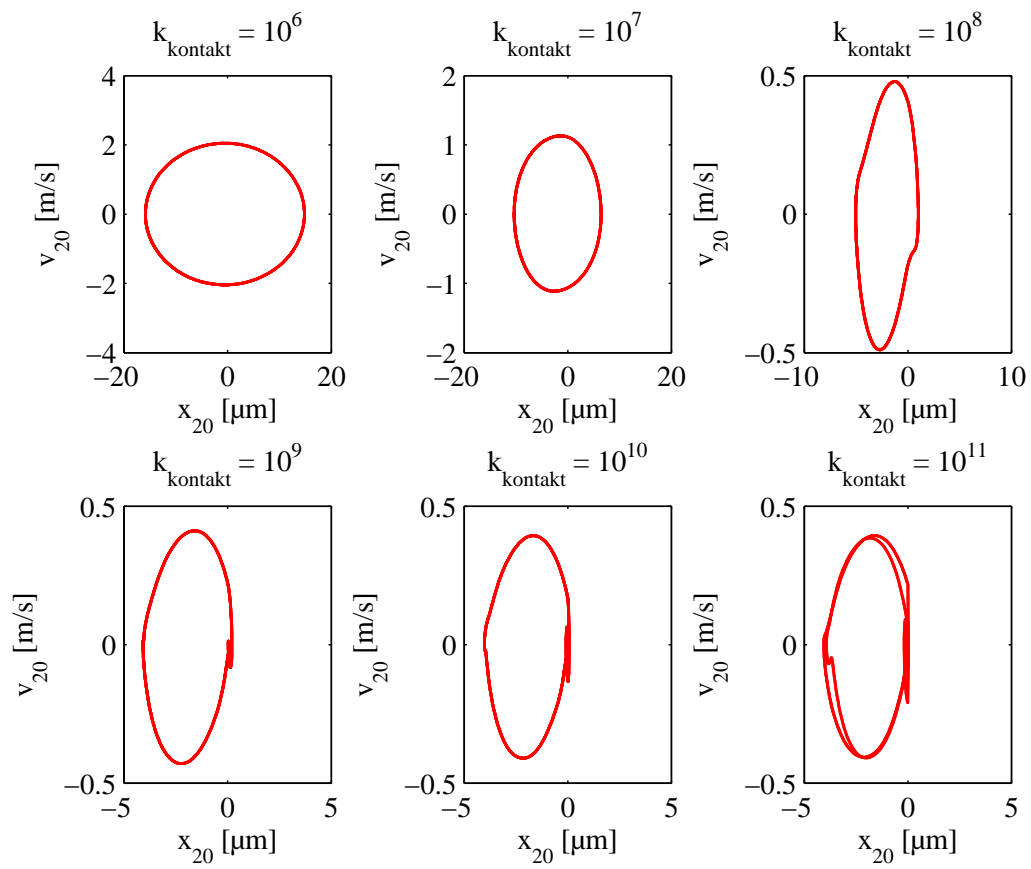 k_kontakt = 10^6
4
2
0
−2
−4
v_20 [m/s]
−20 0 20
x_20 [µm]
k_kontakt = 10^7
2
1
0
−1
−2
v_20 [m/s]
−20 0 20
x_20 [µm]
k_kontakt = 10^8
0.5
0
−0.5
v_20 [m/s]
−10 0 10
x_20 [µm]
k_kontakt = 10^9
0.5
0
−0.5
v_20 [m/s]
−5 0 5
x_20 [µm]
k_kontakt = 10^10
0.5
0
−0.5
v_20 [m/s]
−5 0 5
x_20 [µm]
k_kontakt = 10^11
0.5
0
−0.5
v_20 [m/s]
−5 0 5
x_20 [µm]